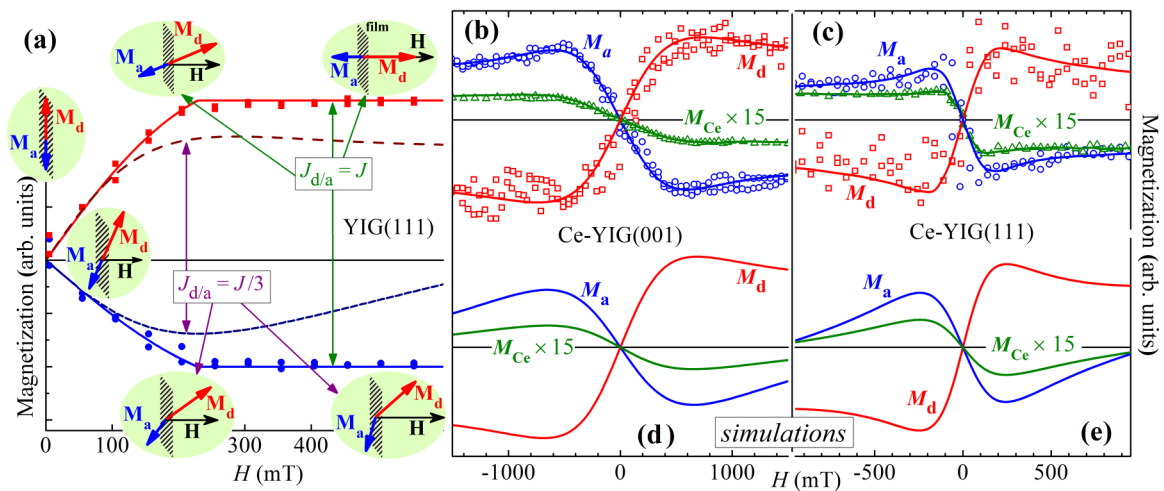 (a)
M_d
M_a
H
film
H
M_a
M_d
M_d
M_a
J_d/a = J
YIG(111)
M_d
M_a
H
J_d/a = J/3
M_a
M_d
H
M_a
M_d
H
Magnetization (arb. units)
0 100 200 300 400
H (mT)
(b)
M_a
M_d
M_Ce × 15
Ce-YIG(001)
(c)
M_a
M_Ce × 15
M_d
Ce-YIG(111)
Magnetization (arb. units)
M_a
M_d
M_Ce × 15
(d)
simulations
-1000 0 1000
H (mT)
M_a
M_Ce × 15
M_d
(e)
-500 0 500